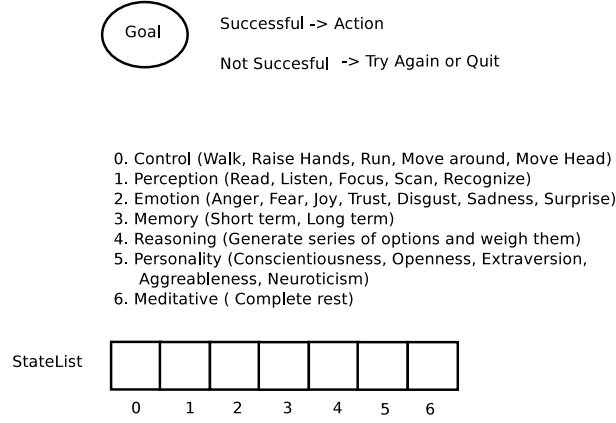 Goal
Successful -> Action
Not Succesful -> Try Again or Quit
0. Control (Walk, Raise Hands, Run, Move around, Move Head)
1. Perception (Read, Listen, Focus, Scan, Recognize)
2. Emotion (Anger, Fear, Joy, Trust, Disgust, Sadness, Surprise)
3. Memory (Short term, Long term)
4. Reasoning (Generate series of options and weigh them)
5. Personality (Conscientiousness, Openness, Extraversion,
Aggreableness, Neuroticism)
6. Meditative ( Complete rest)
StateList
0 1 2 3 4 5 6